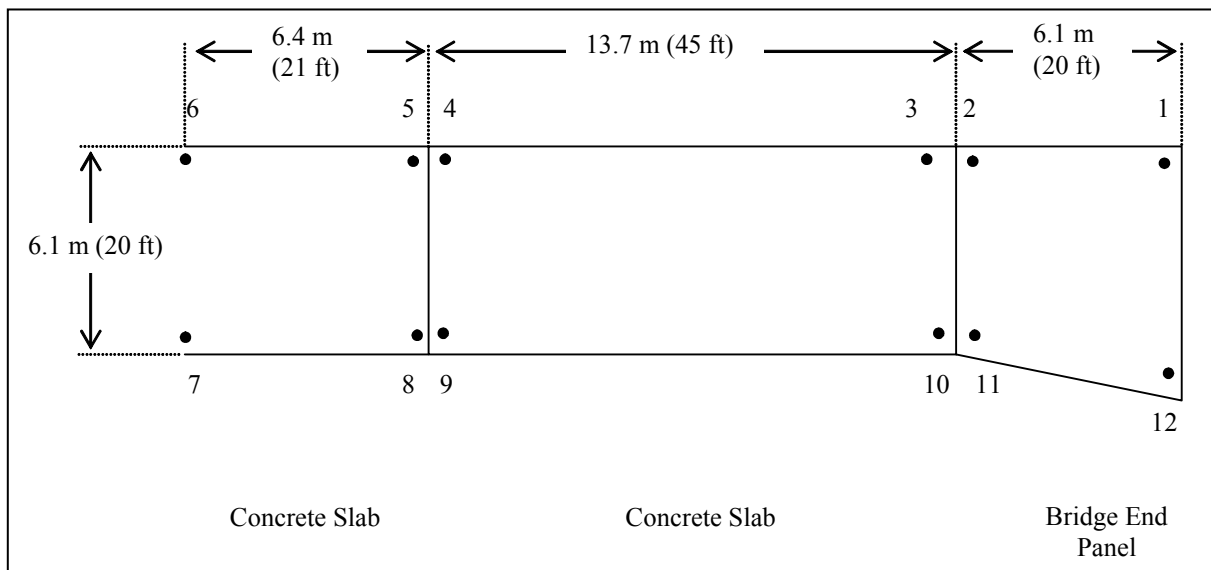 6.4 m
(21 ft)
13.7 m (45 ft)
6.1 m
(20 ft)
6
5
4
3
2
1
6.1 m (20 ft)
7
8
9
10
11
12
Concrete Slab
Concrete Slab
Bridge End
Panel